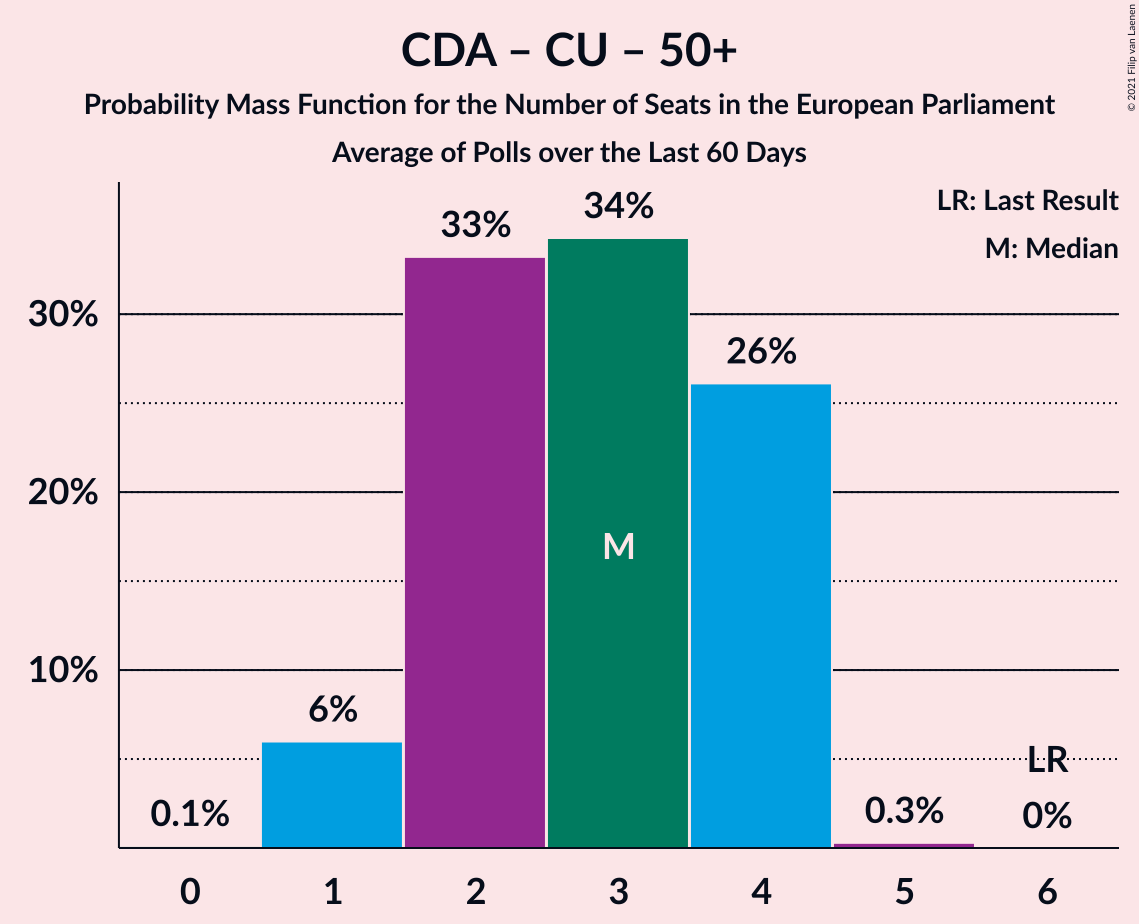 CDA – CU – 50+
Probability Mass Function for the Number of Seats in the European Parliament
Average of Polls over the Last 60 Days
© 2021 Filip van Laenen
LR: Last Result
M: Median
30%
20%
10%
0.1%
6%
33%
34%
26%
0.3%
0%
M
LR
0 1 2 3 4 5 6